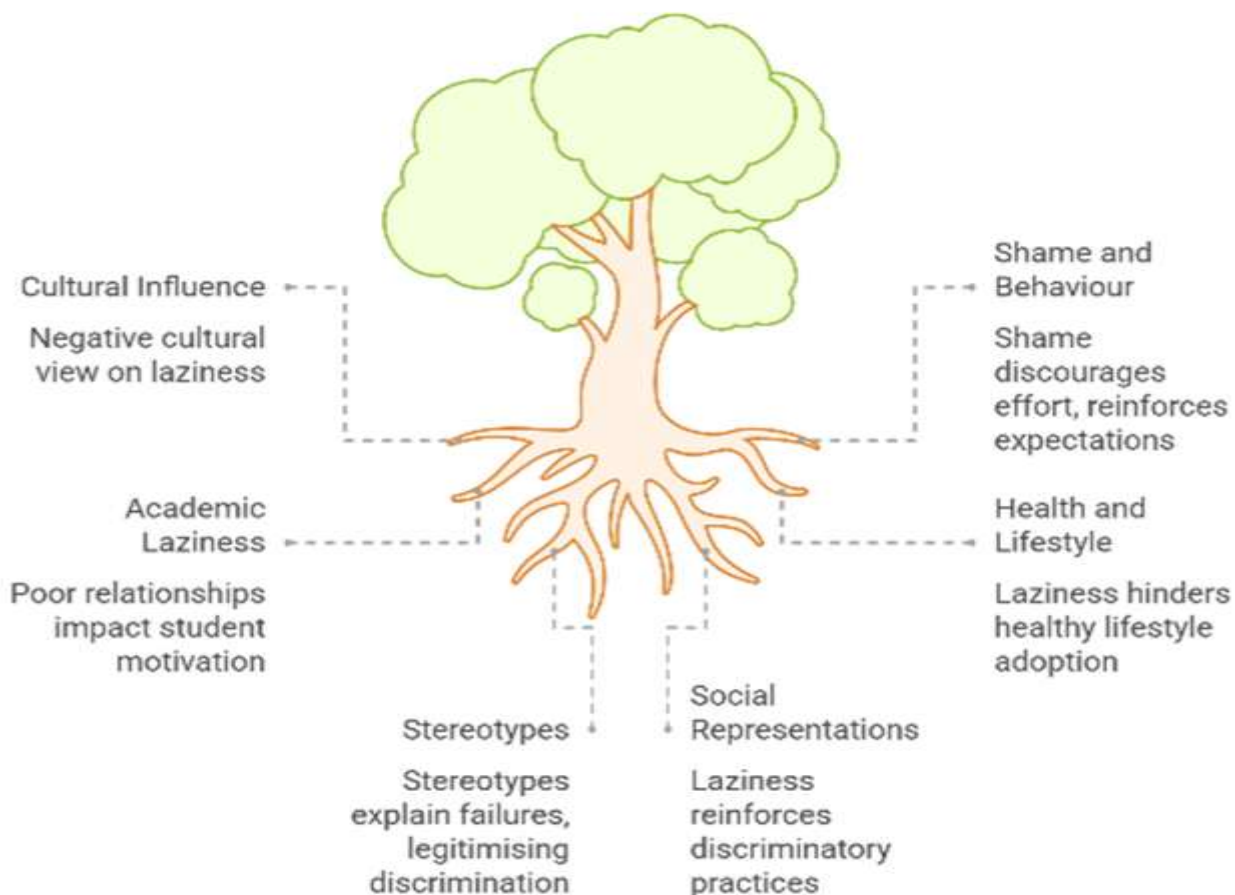 Cultural Influence
Negative cultural
view on laziness
Academic
Laziness
Poor relationships
impact student
motivation
Stereotypes
Stereotypes
explain failures,
legitimising
discrimination
Social
Representations
Laziness
reinforces
discriminatory
practices
Shame and
Behaviour
Shame
discourages
effort, reinforces
expectations
Health and
Lifestyle
Laziness hinders
healthy lifestyle
adoption